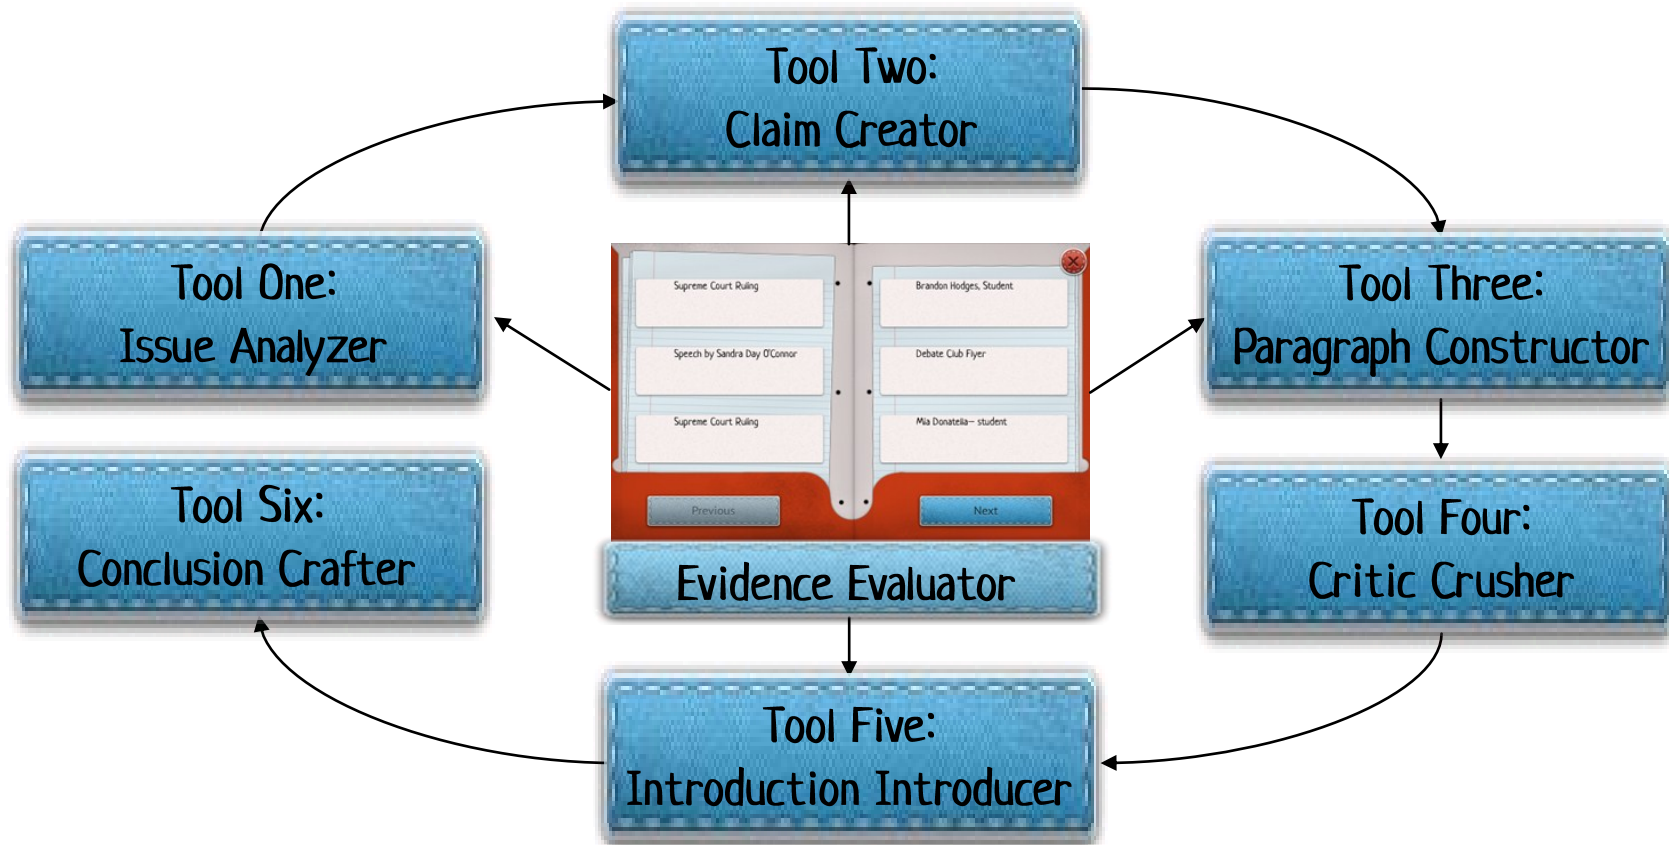 Tool Two:
Claim Creator
Tool One:
Issue Analyzer
Tool Three:
Paragraph Constructor
Supreme Court Ruling
Speech by Sandra Day O'Connor
Supreme Court Ruling
Brandon Hodges, Student
Debate Club Flyer
Mia Donatella- student
Previous
Next
Evidence Evaluator
Tool Six:
Conclusion Crafter
Tool Four:
Critic Crusher
Tool Five:
Introduction Introducer